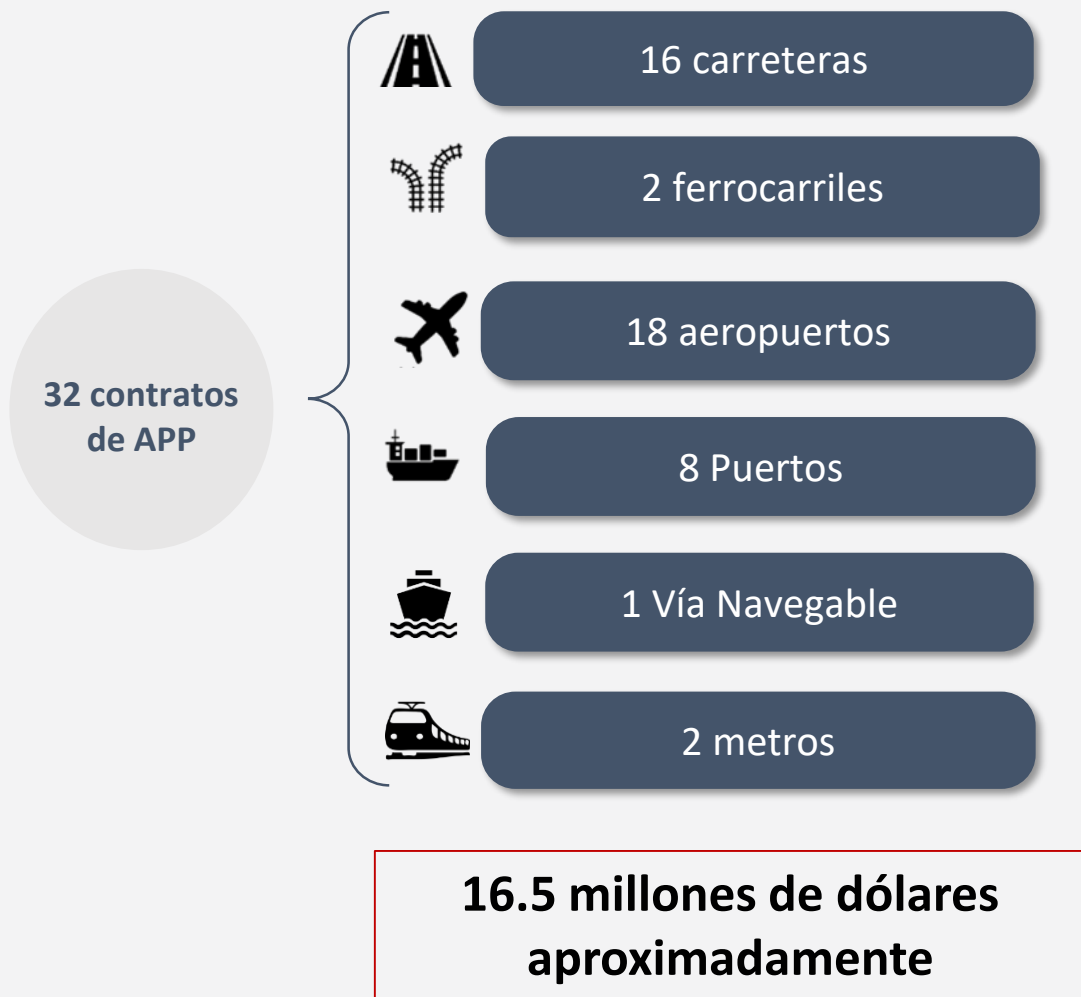 16 carreteras
2 ferrocarriles
18 aeropuertos
32 contratos
de APP
8 Puertos
1 Vía Navegable
2 metros
16.5 millones de dólares
aproximadamente